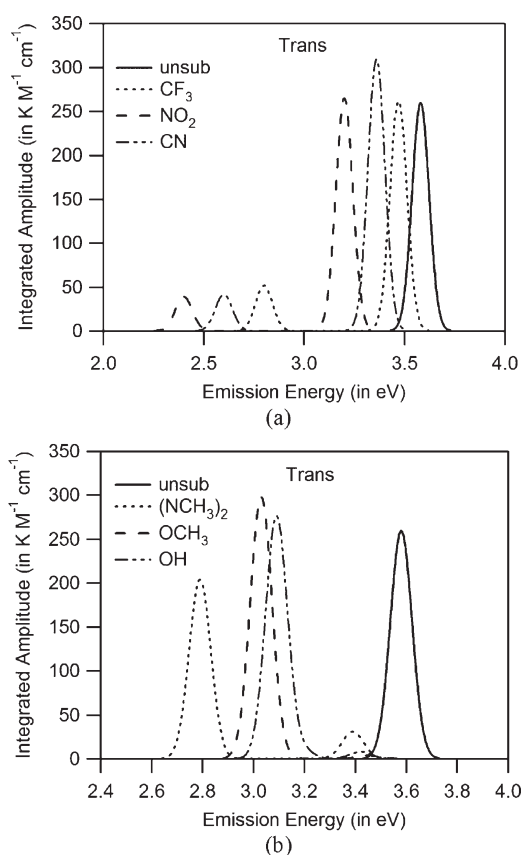 350
300
250
200
150
100
50
0
Integrated Amplitude (in K M⁻¹ cm⁻¹)
Trans
unsub
CF₃
NO₂
CN
2.0 2.5 3.0 3.5 4.0
Emission Energy (in eV)
(a)
350
300
250
200
150
100
50
0
Integrated Amplitude (in K M⁻¹ cm⁻¹)
Trans
unsub
(NCH₃)₂
OCH₃
OH
2.4 2.6 2.8 3.0 3.2 3.4 3.6 3.8 4.0
Emission Energy (in eV)
(b)